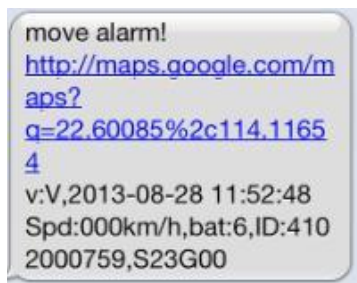 move alarm!
http://maps.google.com/m
aps?
q=22.60085%2c114.1165
4
v:V,2013-08-28 11:52:48
Spd:000km/h,bat:6,ID:410
2000759,S23G00